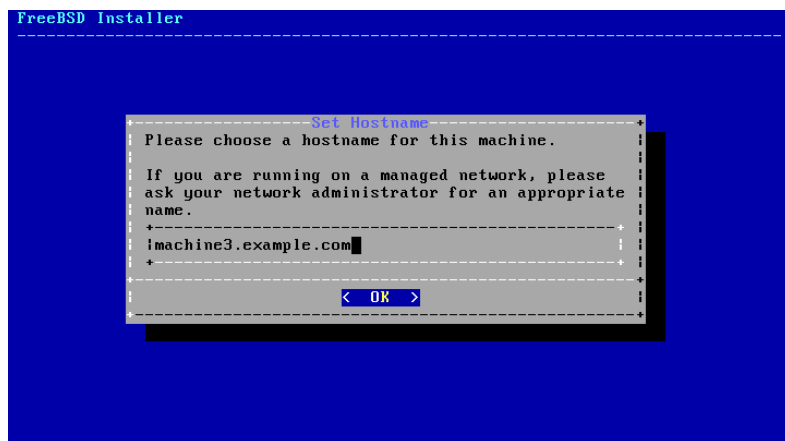 FreeBSD Installer
Set Hostname
Please choose a hostname for this machine.
If you are running on a managed network, please
ask your network administrator for an appropriate
name.
machine3.example.com
< OK >